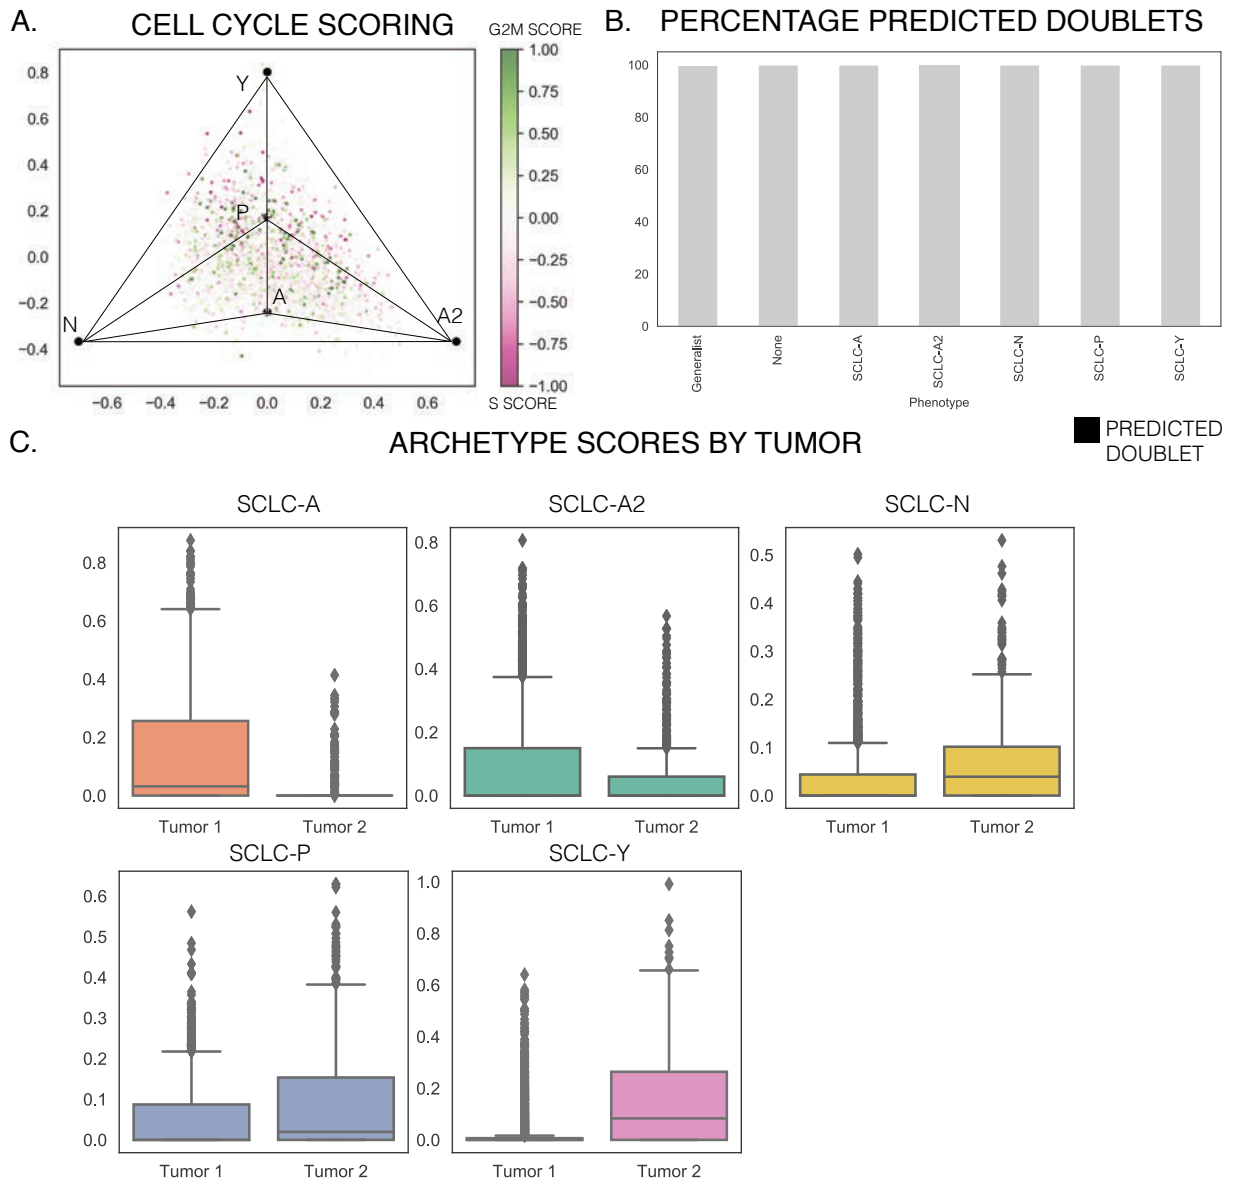 A.
CELL CYCLE SCORING
G2M SCORE
0.8
0.6
0.4
0.2
0.0
−0.2
−0.4
Y
P
A
N
A2
−0.6
−0.4
−0.2
0.0
0.2
0.4
0.6
1.00
0.75
0.50
0.25
0.00
−0.25
−0.50
−0.75
−1.00
S SCORE
B.
PERCENTAGE PREDICTED DOUBLETS
100
80
60
40
20
0
Generalist
None
SCLC-A
SCLC-A2
SCLC-N
SCLC-P
SCLC-Y
Phenotype
PREDICTED
DOUBLET
C.
ARCHETYPE SCORES BY TUMOR
SCLC-A
0.8
0.6
0.4
0.2
0.0
Tumor 1
Tumor 2
SCLC-A2
0.8
0.6
0.4
0.2
0.0
Tumor 1
Tumor 2
SCLC-N
0.5
0.4
0.3
0.2
0.1
0.0
Tumor 1
Tumor 2
SCLC-P
0.6
0.5
0.4
0.3
0.2
0.1
0.0
Tumor 1
Tumor 2
SCLC-Y
1.0
0.8
0.6
0.4
0.2
0.0
Tumor 1
Tumor 2